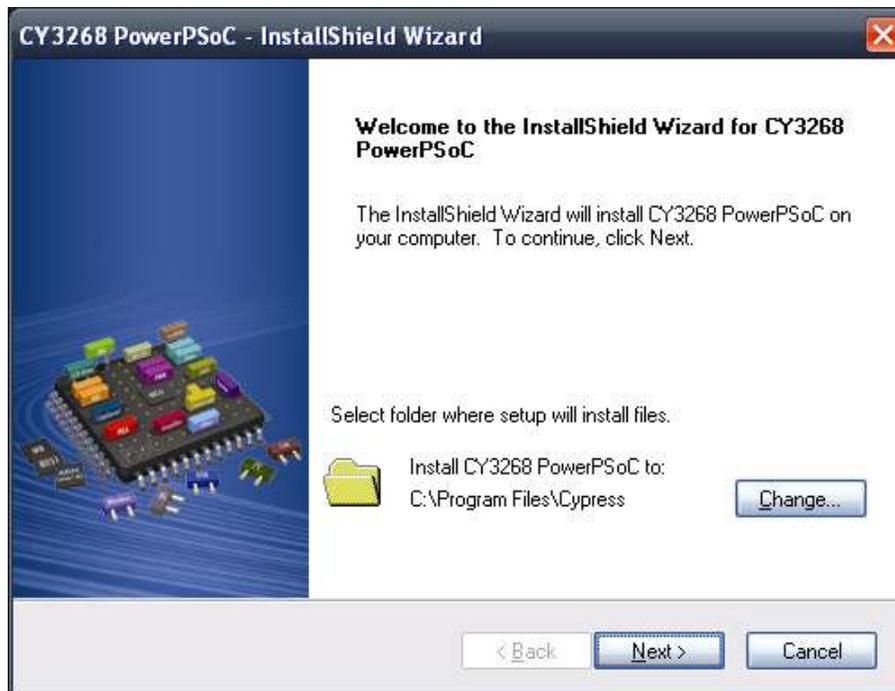 CY3268 PowerPSoC - InstallShield Wizard
Welcome to the InstallShield Wizard for CY3268
PowerPSoC
The InstallShield Wizard will install CY3268 PowerPSoC on
your computer. To continue, click Next.
Select folder where setup will install files.
Install CY3268 PowerPSoC to:
C:\Program Files\Cypress
Change...
< Back
Next >
Cancel